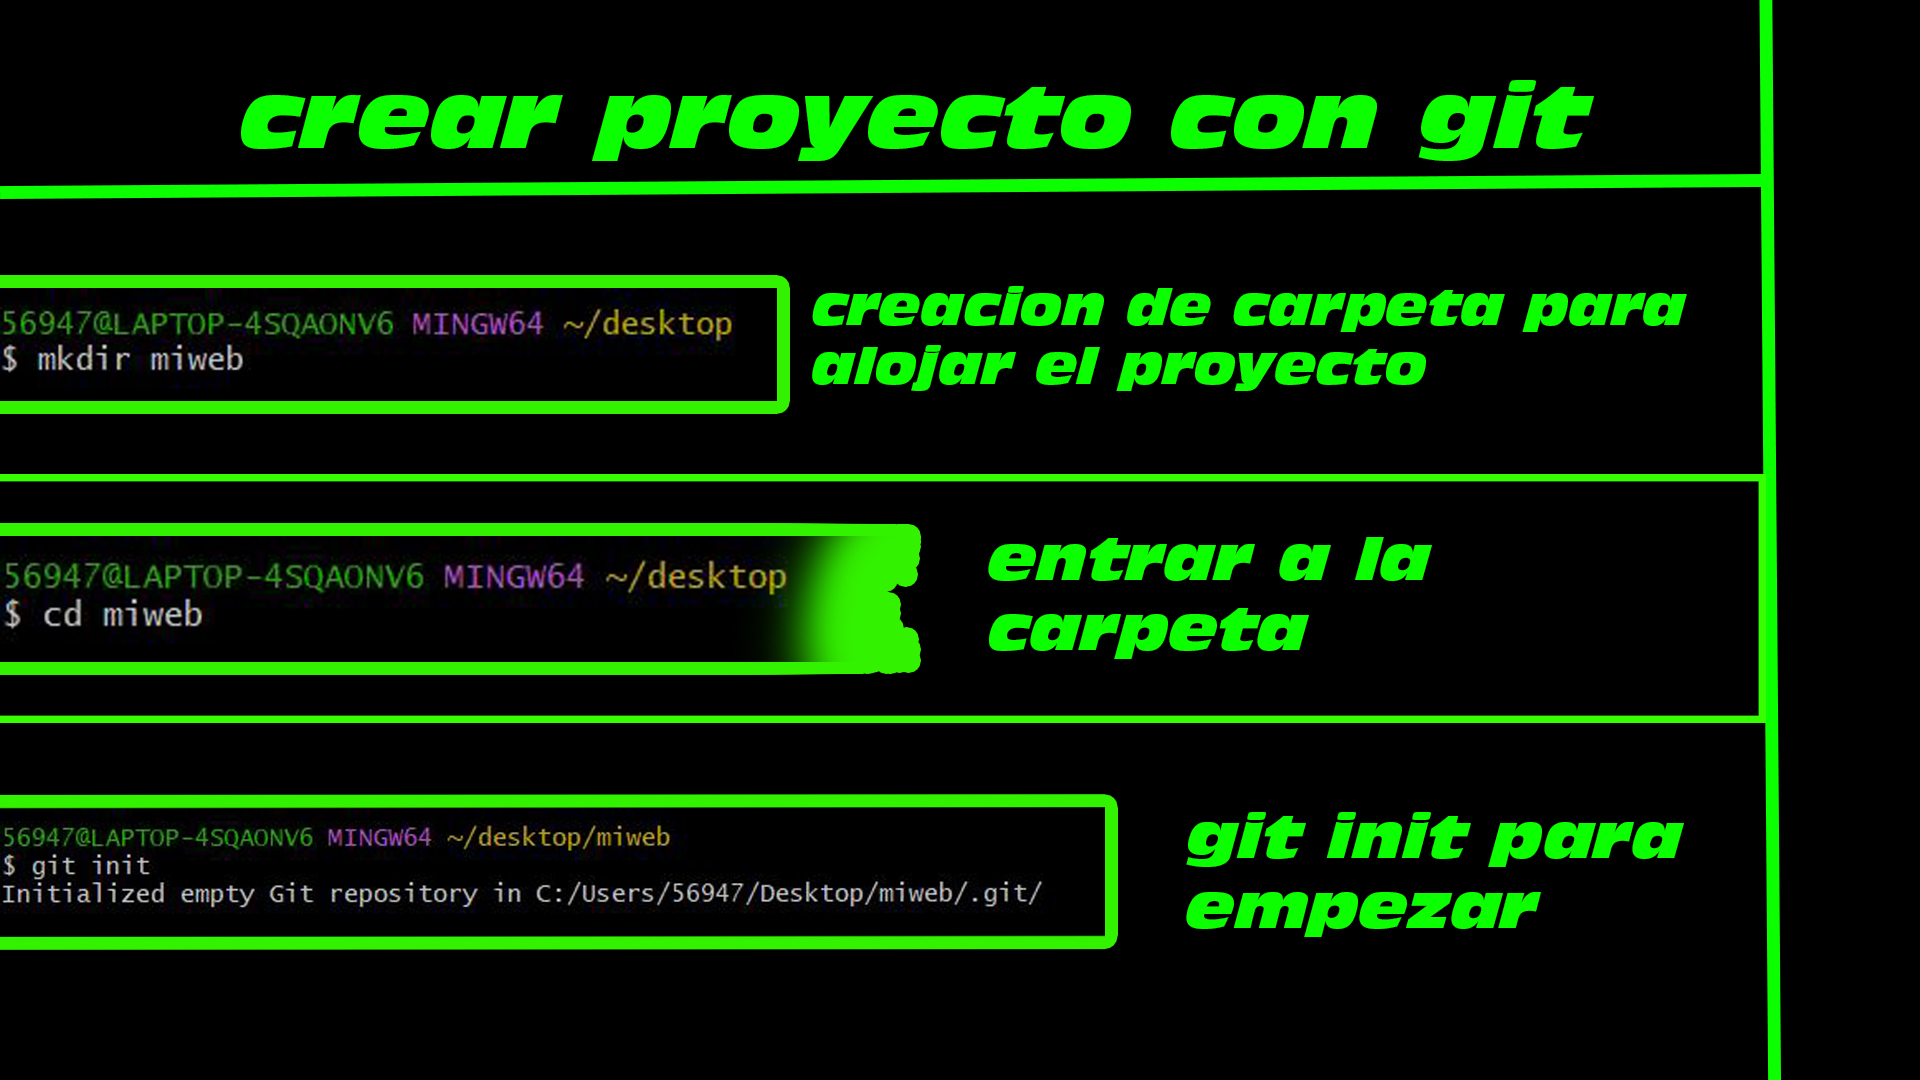 crear proyecto con git
56947@LAPTOP-4SQAONV6 MINGW64 ~/desktop
$ mkdir miweb
creacion de carpeta para
alojar el proyecto
56947@LAPTOP-4SQAONV6 MINGW64 ~/desktop
$ cd miweb
entrar a la
carpeta
56947@LAPTOP-4SQAONV6 MINGW64 ~/desktop/miweb
$ git init
Initialized empty Git repository in C:/Users/56947/Desktop/miweb/.git/
git init para
empezar